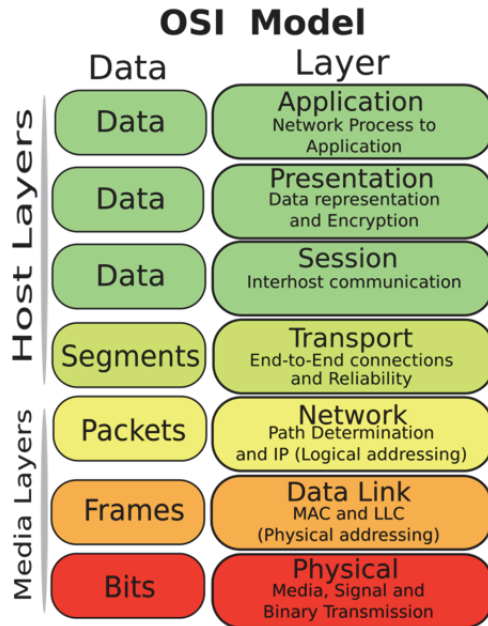 OSI Model
Data
Layer
Host Layers
Data
Application
Network Process to
Application
Data
Presentation
Data representation
and Encryption
Data
Session
Interhost communication
Segments
Transport
End-to-End connections
and Reliability
Media Layers
Packets
Network
Path Determination
and IP (Logical addressing)
Frames
Data Link
MAC and LLC
(Physical addressing)
Bits
Physical
Media, Signal and
Binary Transmission